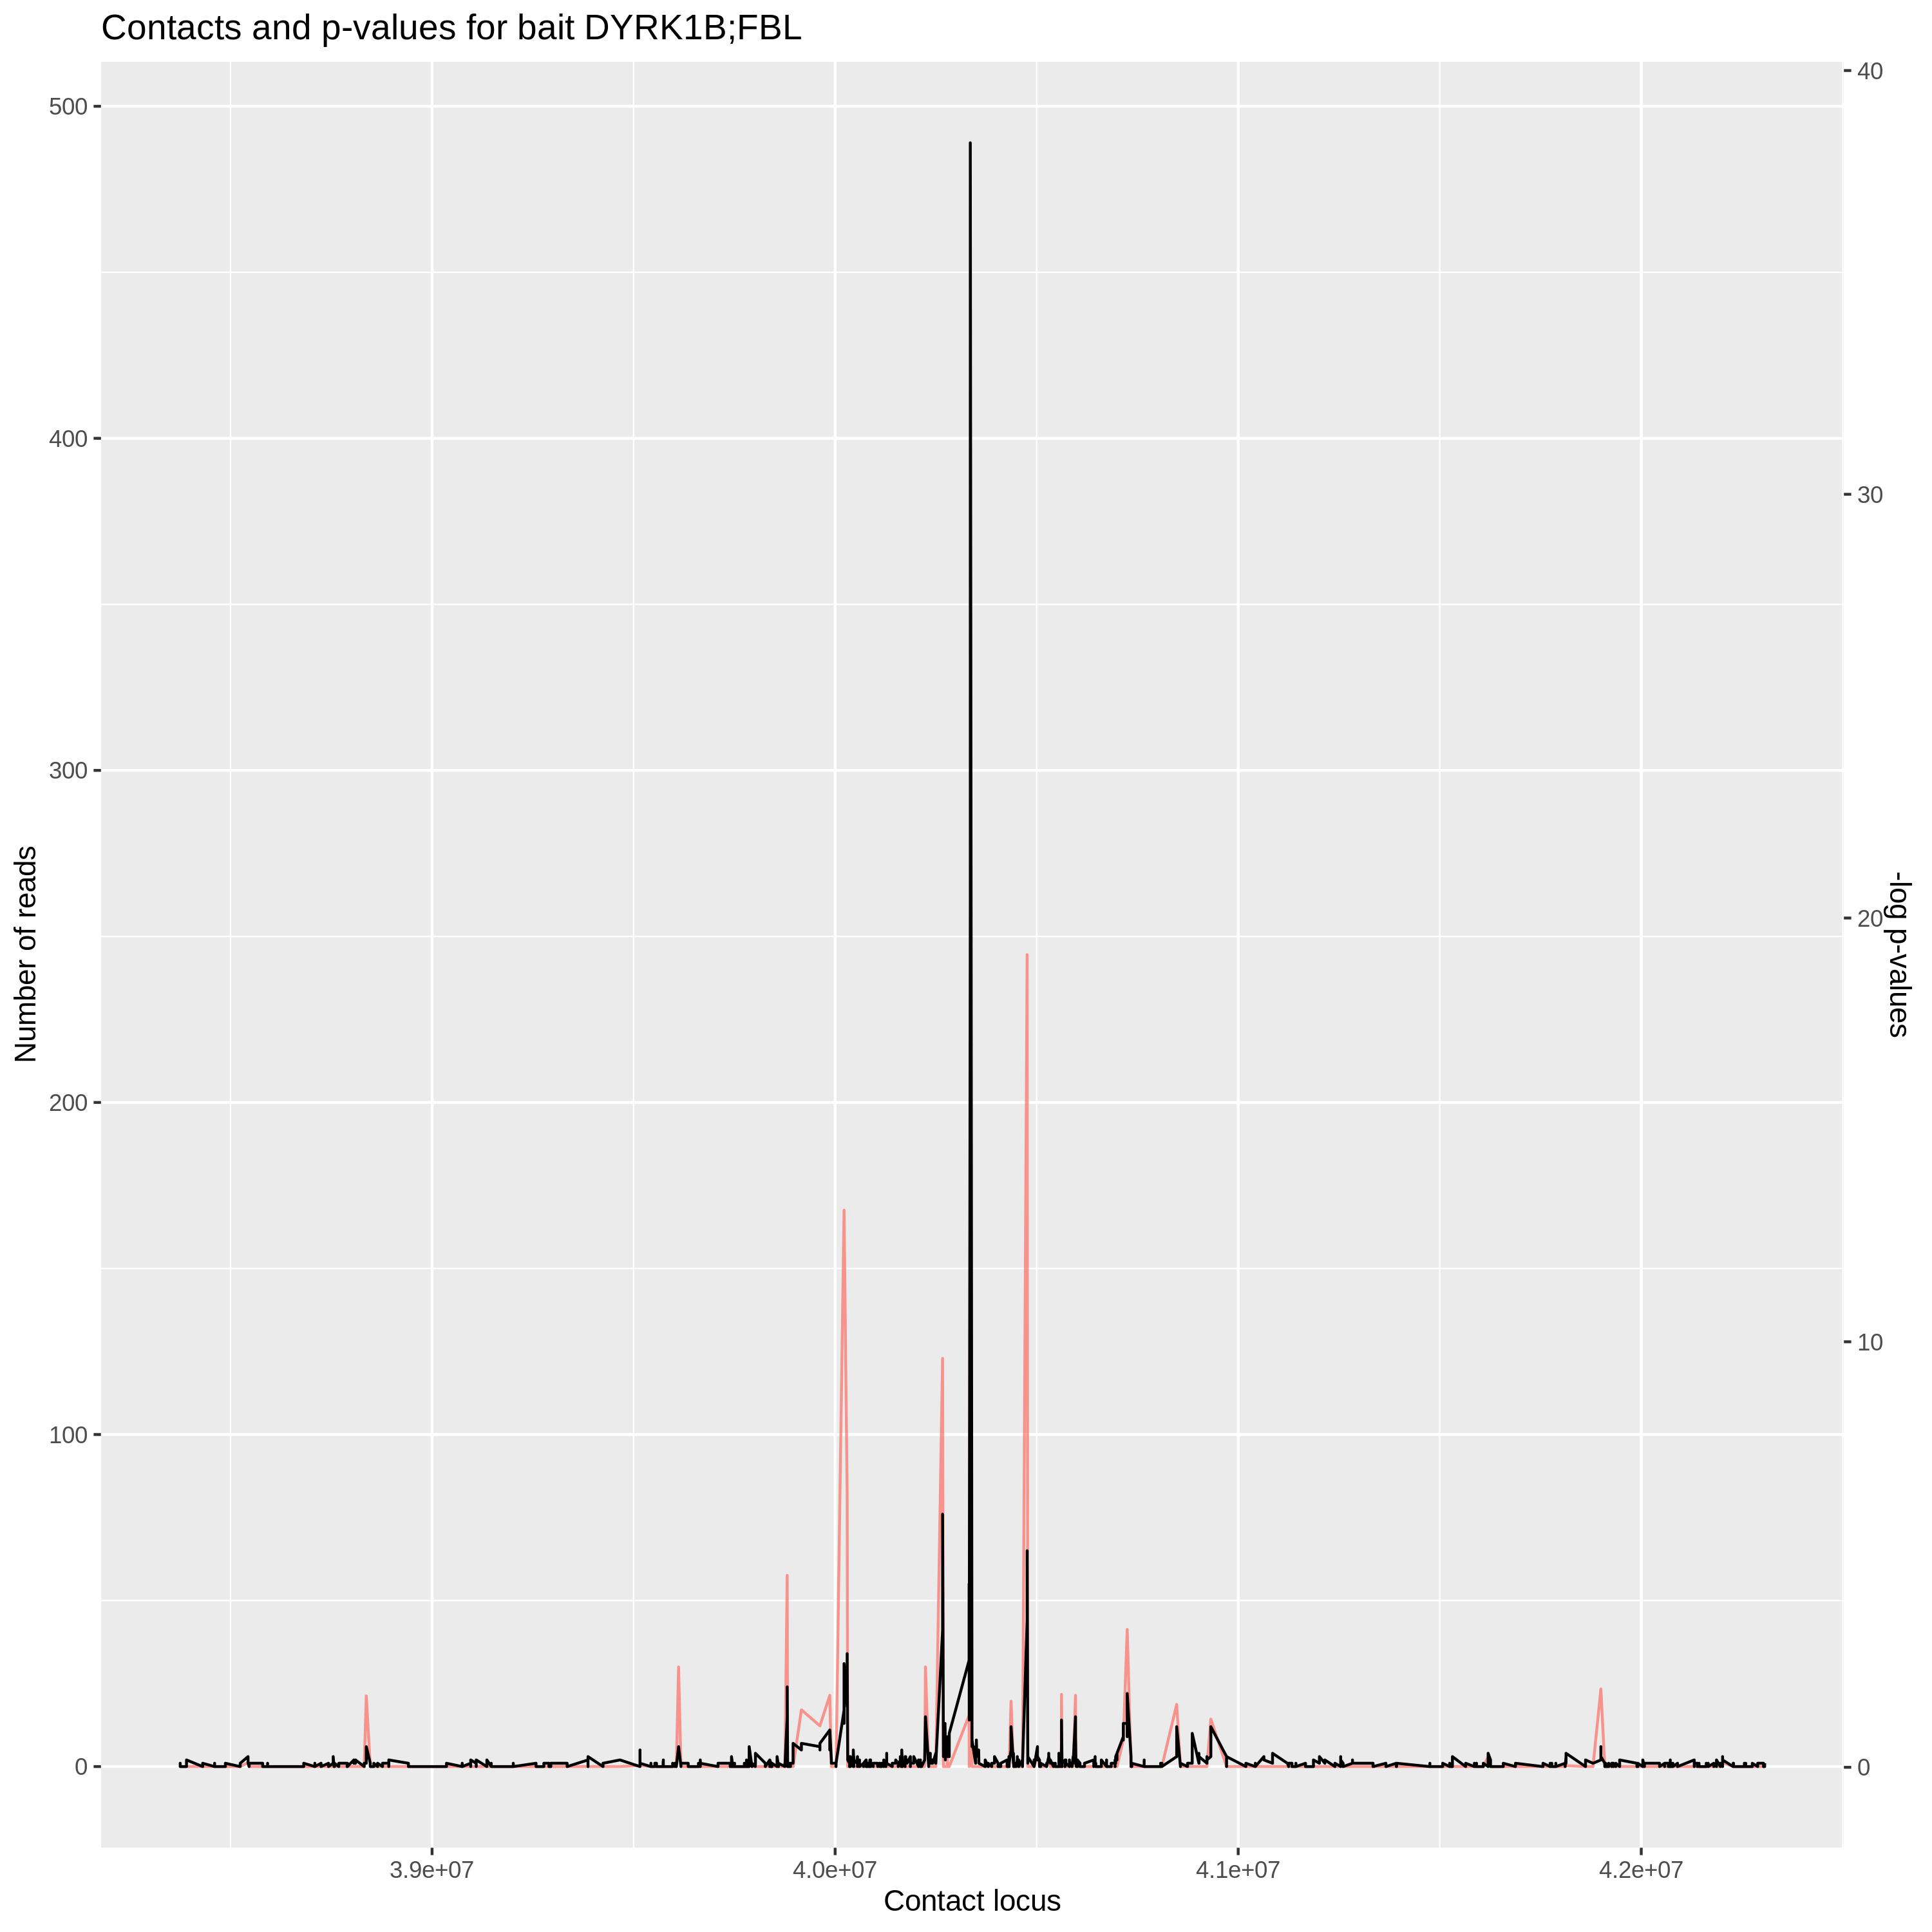 Contacts and p-values for bait DYRK1B;FBL
500
400
300
200
100
0
Number of reads
40
30
20
10
0
-log p-values
3.9e+07
4.0e+07
4.1e+07
4.2e+07
Contact locus